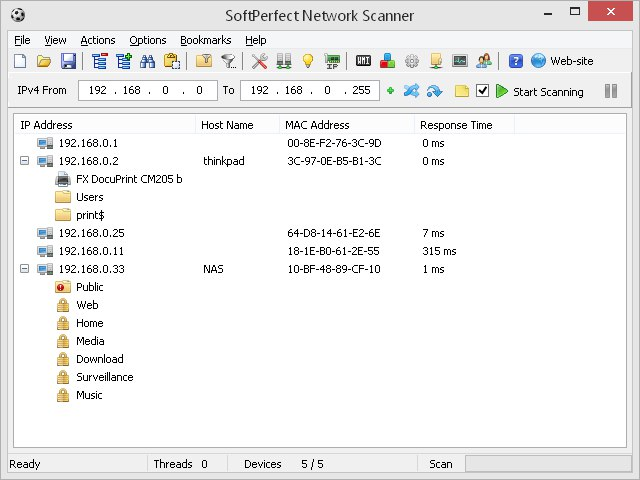 SoftPerfect Network Scanner
File View Actions Options Bookmarks Help
WMI IP ? Web-site
IPv4 From 192 . 168 . 0 . 0 To 192 . 168 . 0 . 255 Start Scanning
IP Address Host Name MAC Address Response Time
192.168.0.1 00-8E-F2-76-3C-9D 0 ms
192.168.0.2 thinkpad 3C-97-0E-B5-B1-3C 0 ms
FX DocuPrint CM205 b
Users
print$
192.168.0.25 64-D8-14-61-E2-6E 7 ms
192.168.0.11 18-1E-B0-61-2E-55 315 ms
192.168.0.33 NAS 10-BF-48-89-CF-10 1 ms
Public
Web
Home
Media
Download
Surveillance
Music
Ready Threads 0 Devices 5 / 5 Scan